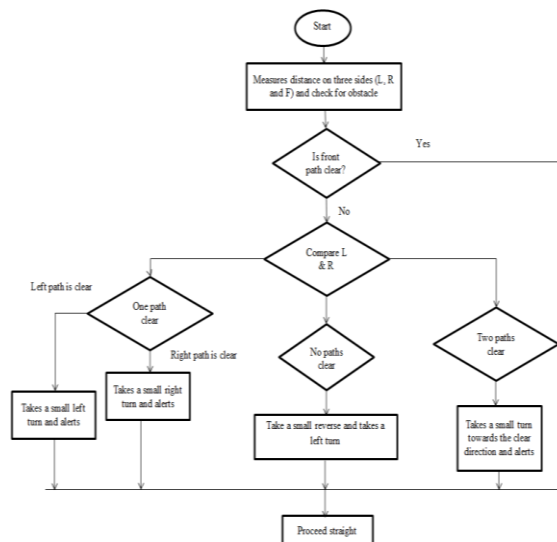 Start
Measures distance on three sides (L, R
and F) and check for obstacle
Is front
path clear?
Yes
No
Compare L
& R
Left path is clear
One path
clear
Right path is clear
No paths
clear
Two paths
clear
Takes a small left
turn and alerts
Takes a small right
turn and alerts
Take a small reverse and takes a
left turn
Takes a small turn
towards the clear
direction and alerts
Proceed straight